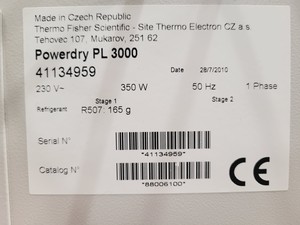 Made in Czech Republic
Thermo Fisher Scientific - Site Thermo Electron CZ a.s.
Tehovec 107, Mukarov, 251 62
Powerdry PL 3000
41134959 Date 28/7/2010
230 V~ 350 W 50 Hz 1 Phase
Stage 1 Stage 2
Refrigerant R507: 165 g
Serial N°
*41134959*
Catalog N°
*88006100*
CE